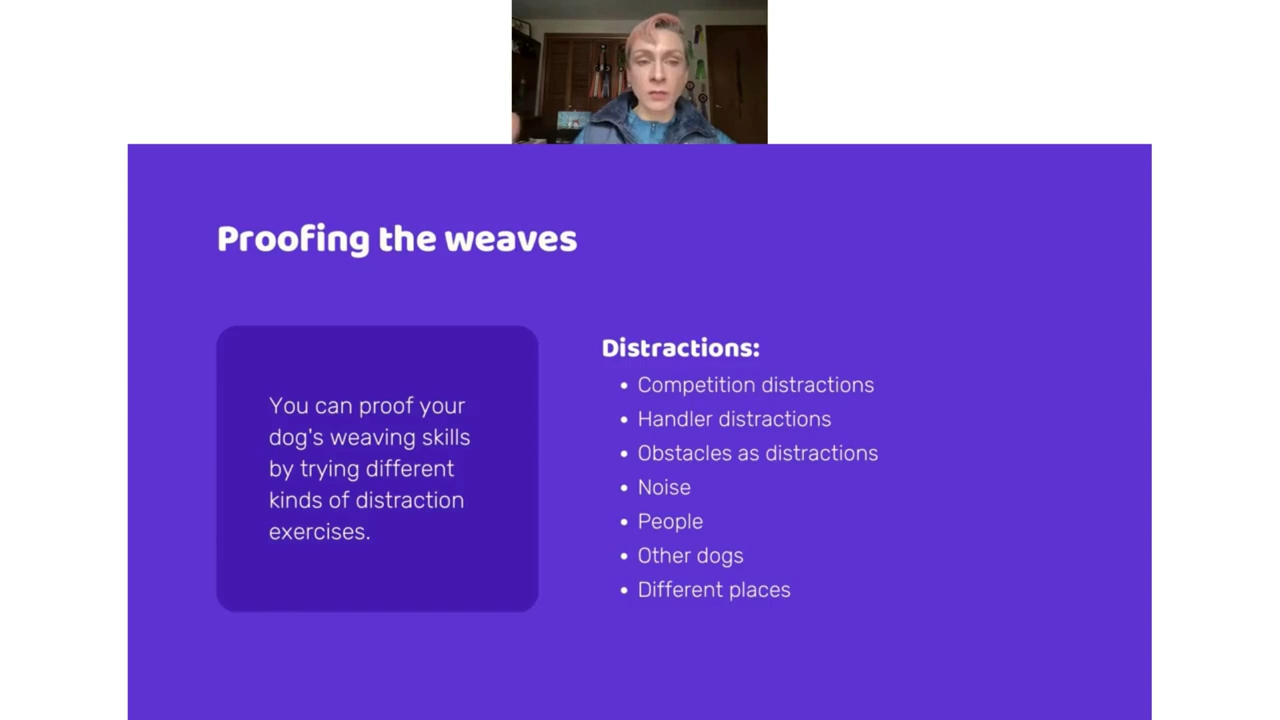 Proofing the weaves
You can proof your
dog's weaving skills
by trying different
kinds of distraction
exercises.
Distractions:
• Competition distractions
• Handler distractions
• Obstacles as distractions
• Noise
• People
• Other dogs
• Different places